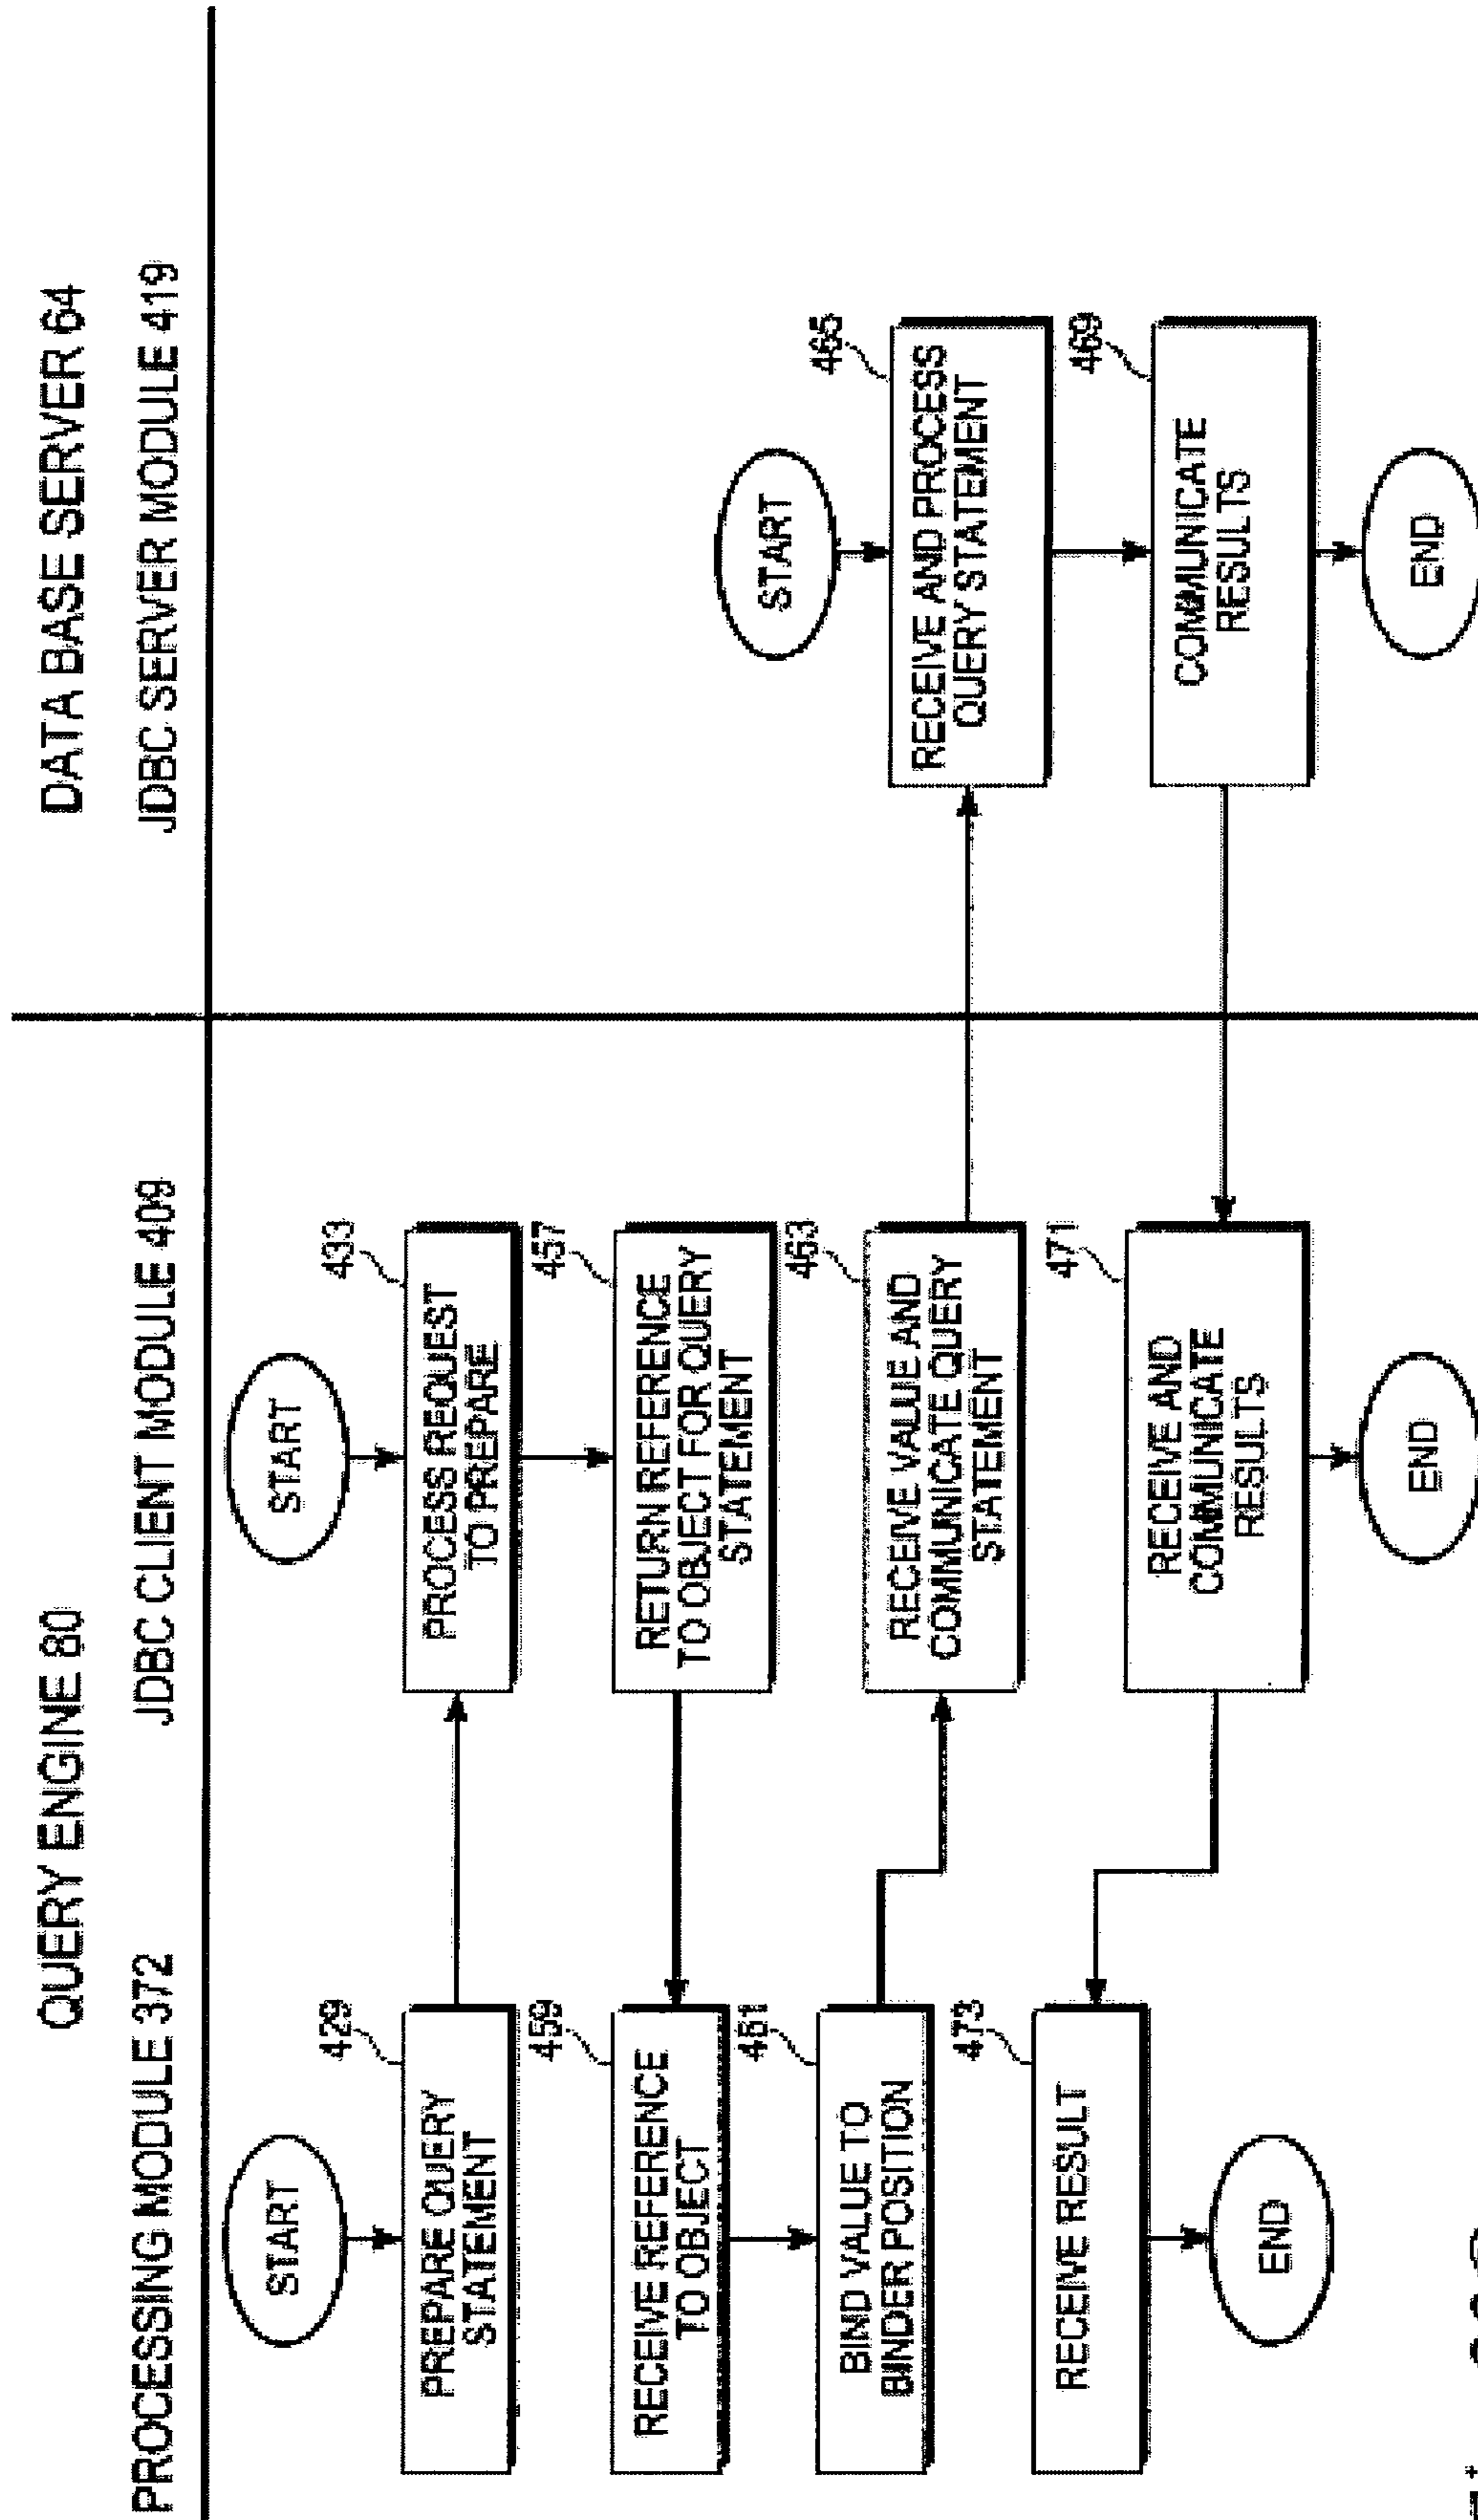 QUERY ENGINE 80
DATA BASE SERVER 64
PROCESSING MODULE 372
JDBC CLIENT MODULE 409
JDBC SERVER MODULE 419
START
429
PREPARE QUERY
STATEMENT
459
RECEIVE REFERENCE
TO OBJECT
461
BIND VALUE TO
BINDER POSITION
473
RECEIVE RESULT
END
START
433
PROCESS REQUEST
TO PREPARE
457
RETURN REFERENCE
TO OBJECT FOR QUERY
STATEMENT
463
RECEIVE VALUE AND
COMMUNICATE QUERY
STATEMENT
471
RECEIVE AND
COMMUNICATE
RESULTS
END
START
465
RECEIVE AND PROCESS
QUERY STATEMENT
469
COMMUNICATE
RESULTS
END